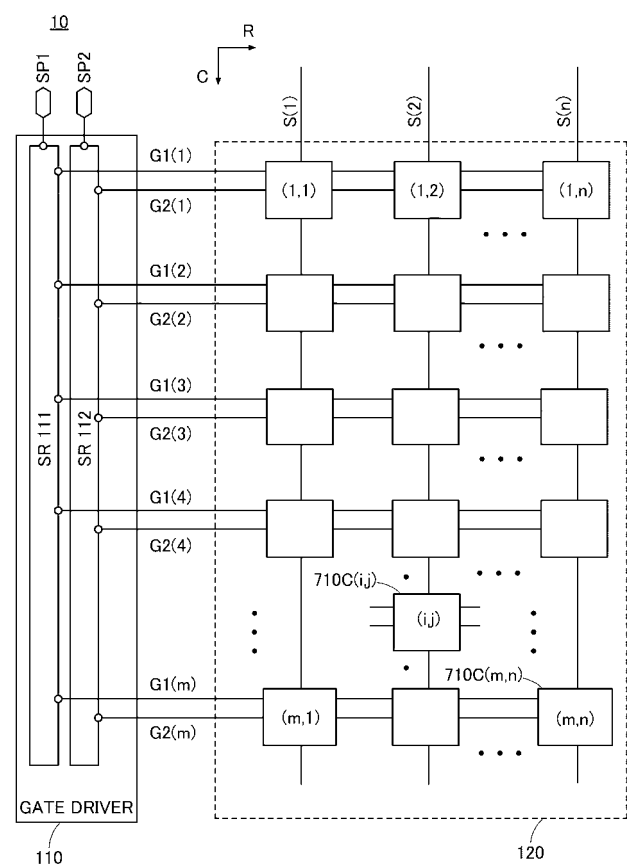 10
SP1
SP2
R
C
S(1)
S(2)
S(n)
G1(1)
G2(1)
(1,1)
(1,2)
(1,n)
G1(2)
G2(2)
G1(3)
G2(3)
SR 111
SR 112
G1(4)
G2(4)
710C(i,j)
(i,j)
710C(m,n)
G1(m)
G2(m)
(m,1)
(m,n)
GATE DRIVER
110
120